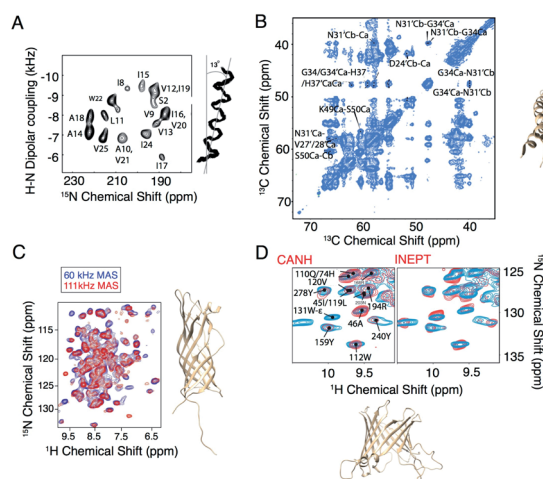 A
H-N Dipolar coupling (kHz)
-10
-9
-8
-7
-6
I15
I8
V12,I19
W22
S2
L11
V9
I16,
V20
A18
V13
A14
V25
A10,
V21
I24
I17
230
210
190
15N Chemical Shift (ppm)
13°
B
13C Chemical Shift (ppm)
40
50
60
70
N31'Cb-G34'Ca
N31'Cb-Ca
N31'Cb-G34Ca
D24'Cb-Ca
G34/G34'Ca-H37
/H37'CaCa
G34Ca-N31'Cb
G34'Ca-N31'Cb
K49Ca-S50Ca
N31'Ca-
V27'/28'Ca
S50Ca-Cb
70
60
50
40
13C Chemical Shift (ppm)
C
60 kHz MAS
111kHz MAS
15N Chemical Shift (ppm)
115
120
125
130
9.5
8.5
7.5
6.5
1H Chemical Shift (ppm)
D
CANH
INEPT
110Q/74H
120V
278Y
45I/119L
131W-ε
194R
46A
240Y
159Y
112W
10
9.5
10
9.5
1H Chemical Shift (ppm)
125
130
135
15N Chemical Shift (ppm)